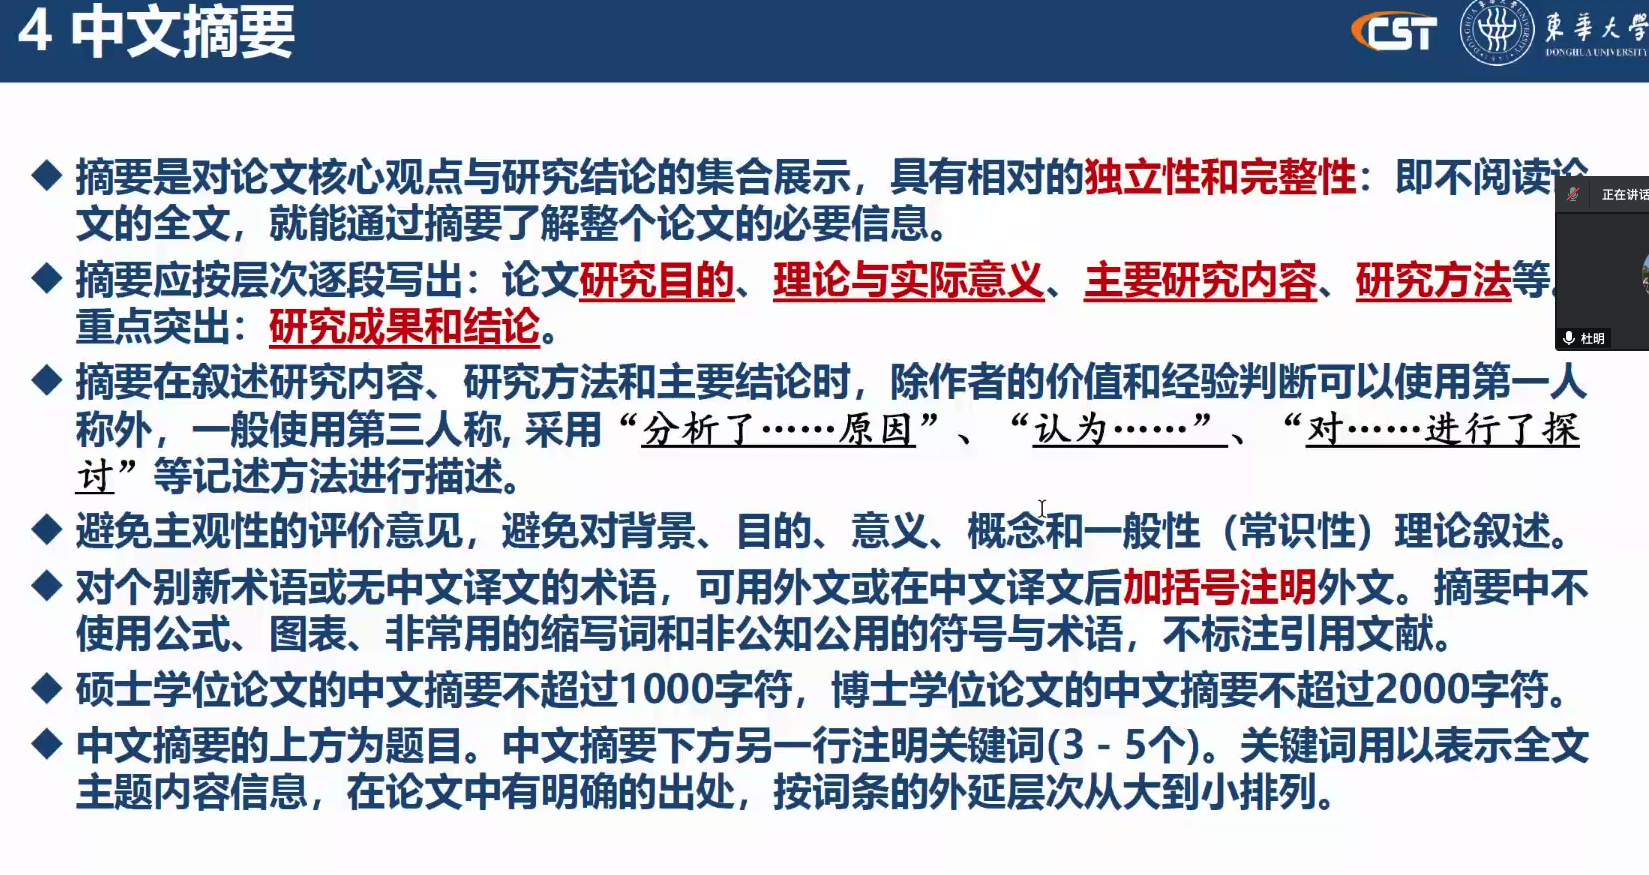 4 中文摘要
CST
東華大學
DONGHUA UNIVERSITY
◆ 摘要是对论文核心观点与研究结论的集合展示，具有相对的独立性和完整性：即不阅读论
文的全文，就能通过摘要了解整个论文的必要信息。
◆ 摘要应按层次逐段写出：论文研究目的、理论与实际意义、主要研究内容、研究方法等。
重点突出：研究成果和结论。
◆ 摘要在叙述研究内容、研究方法和主要结论时，除作者的价值和经验判断可以使用第一人
称外，一般使用第三人称, 采用“分析了……原因”、“认为……”、“对……进行了探
讨”等记述方法进行描述。
◆ 避免主观性的评价意见，避免对背景、目的、意义、概念和一般性（常识性）理论叙述。
◆ 对个别新术语或无中文译文的术语，可用外文或在中文译文后加括号注明外文。摘要中不
使用公式、图表、非常用的缩写词和非公知公用的符号与术语，不标注引用文献。
◆ 硕士学位论文的中文摘要不超过1000字符，博士学位论文的中文摘要不超过2000字符。
◆ 中文摘要的上方为题目。中文摘要下方另一行注明关键词(3 - 5个)。关键词用以表示全文
主题内容信息，在论文中有明确的出处，按词条的外延层次从大到小排列。
正在讲话
杜明